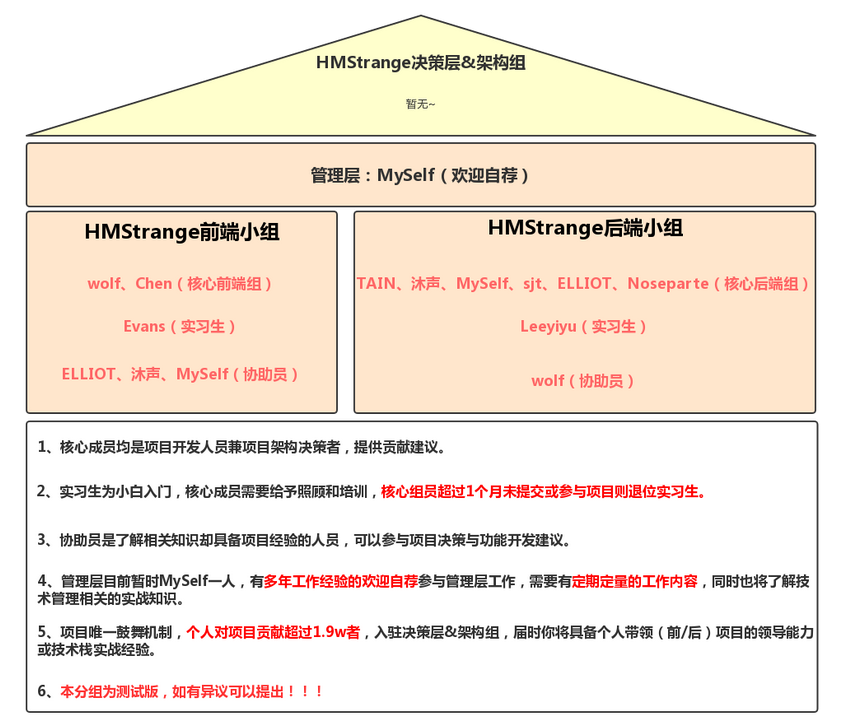 HMStrange决策层&架构组
暂无~
管理层：MySelf（欢迎自荐）
HMStrange前端小组
wolf、Chen（核心前端组）
Evans（实习生）
ELLIOT、沐声、MySelf（协助员）
HMStrange后端小组
TAIN、沐声、MySelf、sjt、ELLIOT、Noseparte（核心后端组）
Leeyiyu（实习生）
wolf（协助员）
1、核心成员均是项目开发人员兼项目架构决策者，提供贡献建议。
2、实习生为小白入门，核心成员需要给予照顾和培训，核心组员超过1个月未提交或参与项目则退位实习生。
3、协助员是了解相关知识却具备项目经验的人员，可以参与项目决策与功能开发建议。
4、管理层目前暂时MySelf一人，有多年工作经验的欢迎自荐参与管理层工作，需要有定期定量的工作内容，同时也将了解技
术管理相关的实战知识。
5、项目唯一鼓舞机制，个人对项目贡献超过1.9w者，入驻决策层&架构组，届时你将具备个人带领（前/后）项目的领导能力
或技术栈实战经验。
6、本分组为测试版，如有异议可以提出！！！